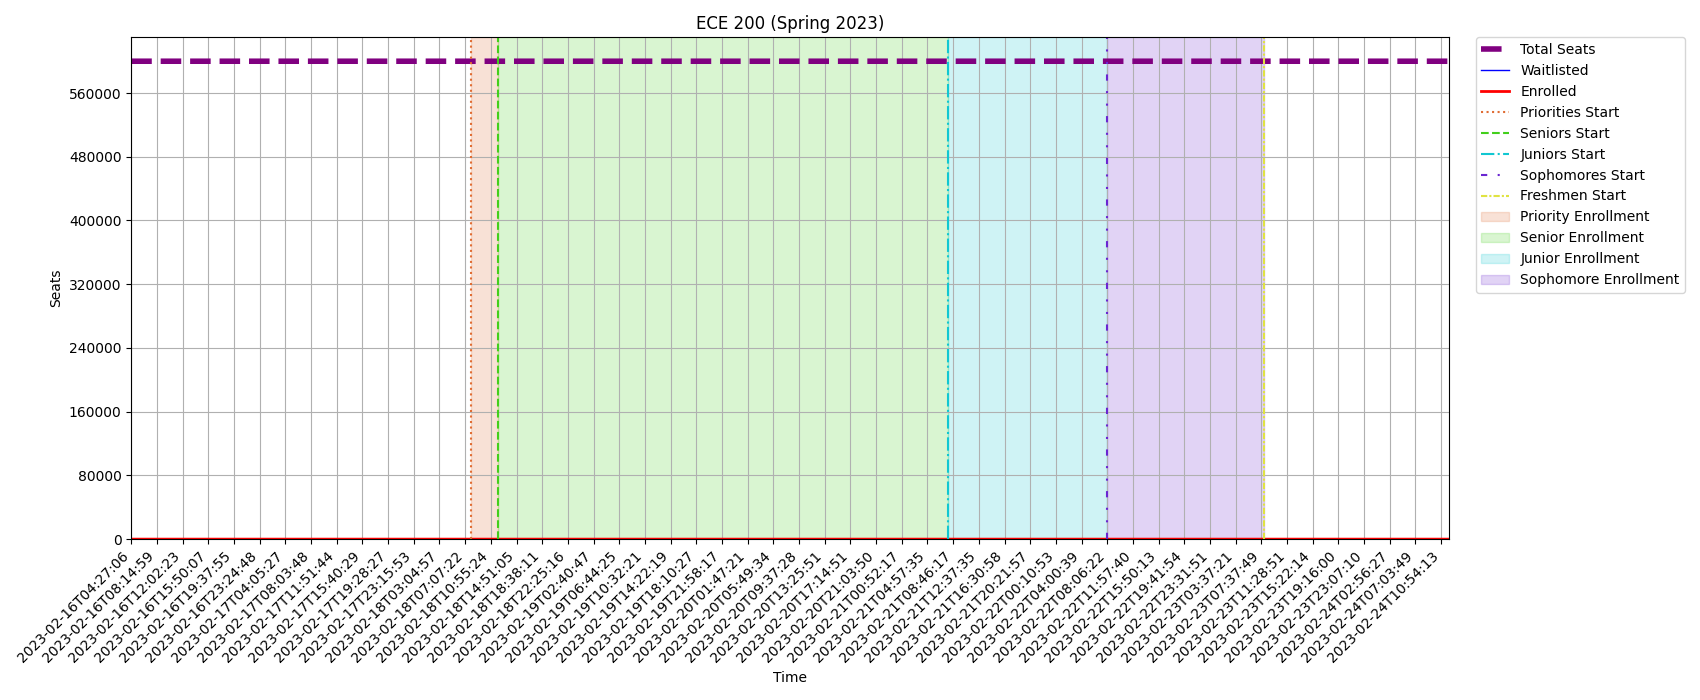 ECE 200 (Spring 2023)
Total Seats
Waitlisted
Enrolled
Priorities Start
Seniors Start
Juniors Start
Sophomores Start
Freshmen Start
Priority Enrollment
Senior Enrollment
Junior Enrollment
Sophomore Enrollment
Seats
560000
480000
400000
320000
240000
160000
80000
0
2023-02-16T04:27:06
2023-02-16T08:14:59
2023-02-16T12:02:23
2023-02-16T15:50:07
2023-02-16T19:37:55
2023-02-16T23:24:48
2023-02-17T04:05:27
2023-02-17T08:03:48
2023-02-17T11:51:44
2023-02-17T15:40:29
2023-02-17T19:28:27
2023-02-17T23:15:53
2023-02-18T03:04:57
2023-02-18T07:07:22
2023-02-18T10:55:24
2023-02-18T14:51:05
2023-02-18T18:38:11
2023-02-18T22:25:16
2023-02-19T02:40:47
2023-02-19T06:44:25
2023-02-19T10:32:21
2023-02-19T14:22:19
2023-02-19T18:10:27
2023-02-19T21:58:17
2023-02-20T01:47:21
2023-02-20T05:49:34
2023-02-20T09:37:28
2023-02-20T13:25:51
2023-02-20T17:14:51
2023-02-20T21:03:50
2023-02-21T00:52:17
2023-02-21T04:57:35
2023-02-21T08:46:17
2023-02-21T12:37:35
2023-02-21T16:30:58
2023-02-21T20:21:57
2023-02-22T00:10:53
2023-02-22T04:00:39
2023-02-22T08:06:22
2023-02-22T11:57:40
2023-02-22T15:50:13
2023-02-22T19:41:54
2023-02-22T23:31:51
2023-02-23T03:37:21
2023-02-23T07:37:49
2023-02-23T11:28:51
2023-02-23T15:22:14
2023-02-23T19:16:00
2023-02-23T23:07:10
2023-02-24T02:56:27
2023-02-24T07:03:49
2023-02-24T10:54:13
Time